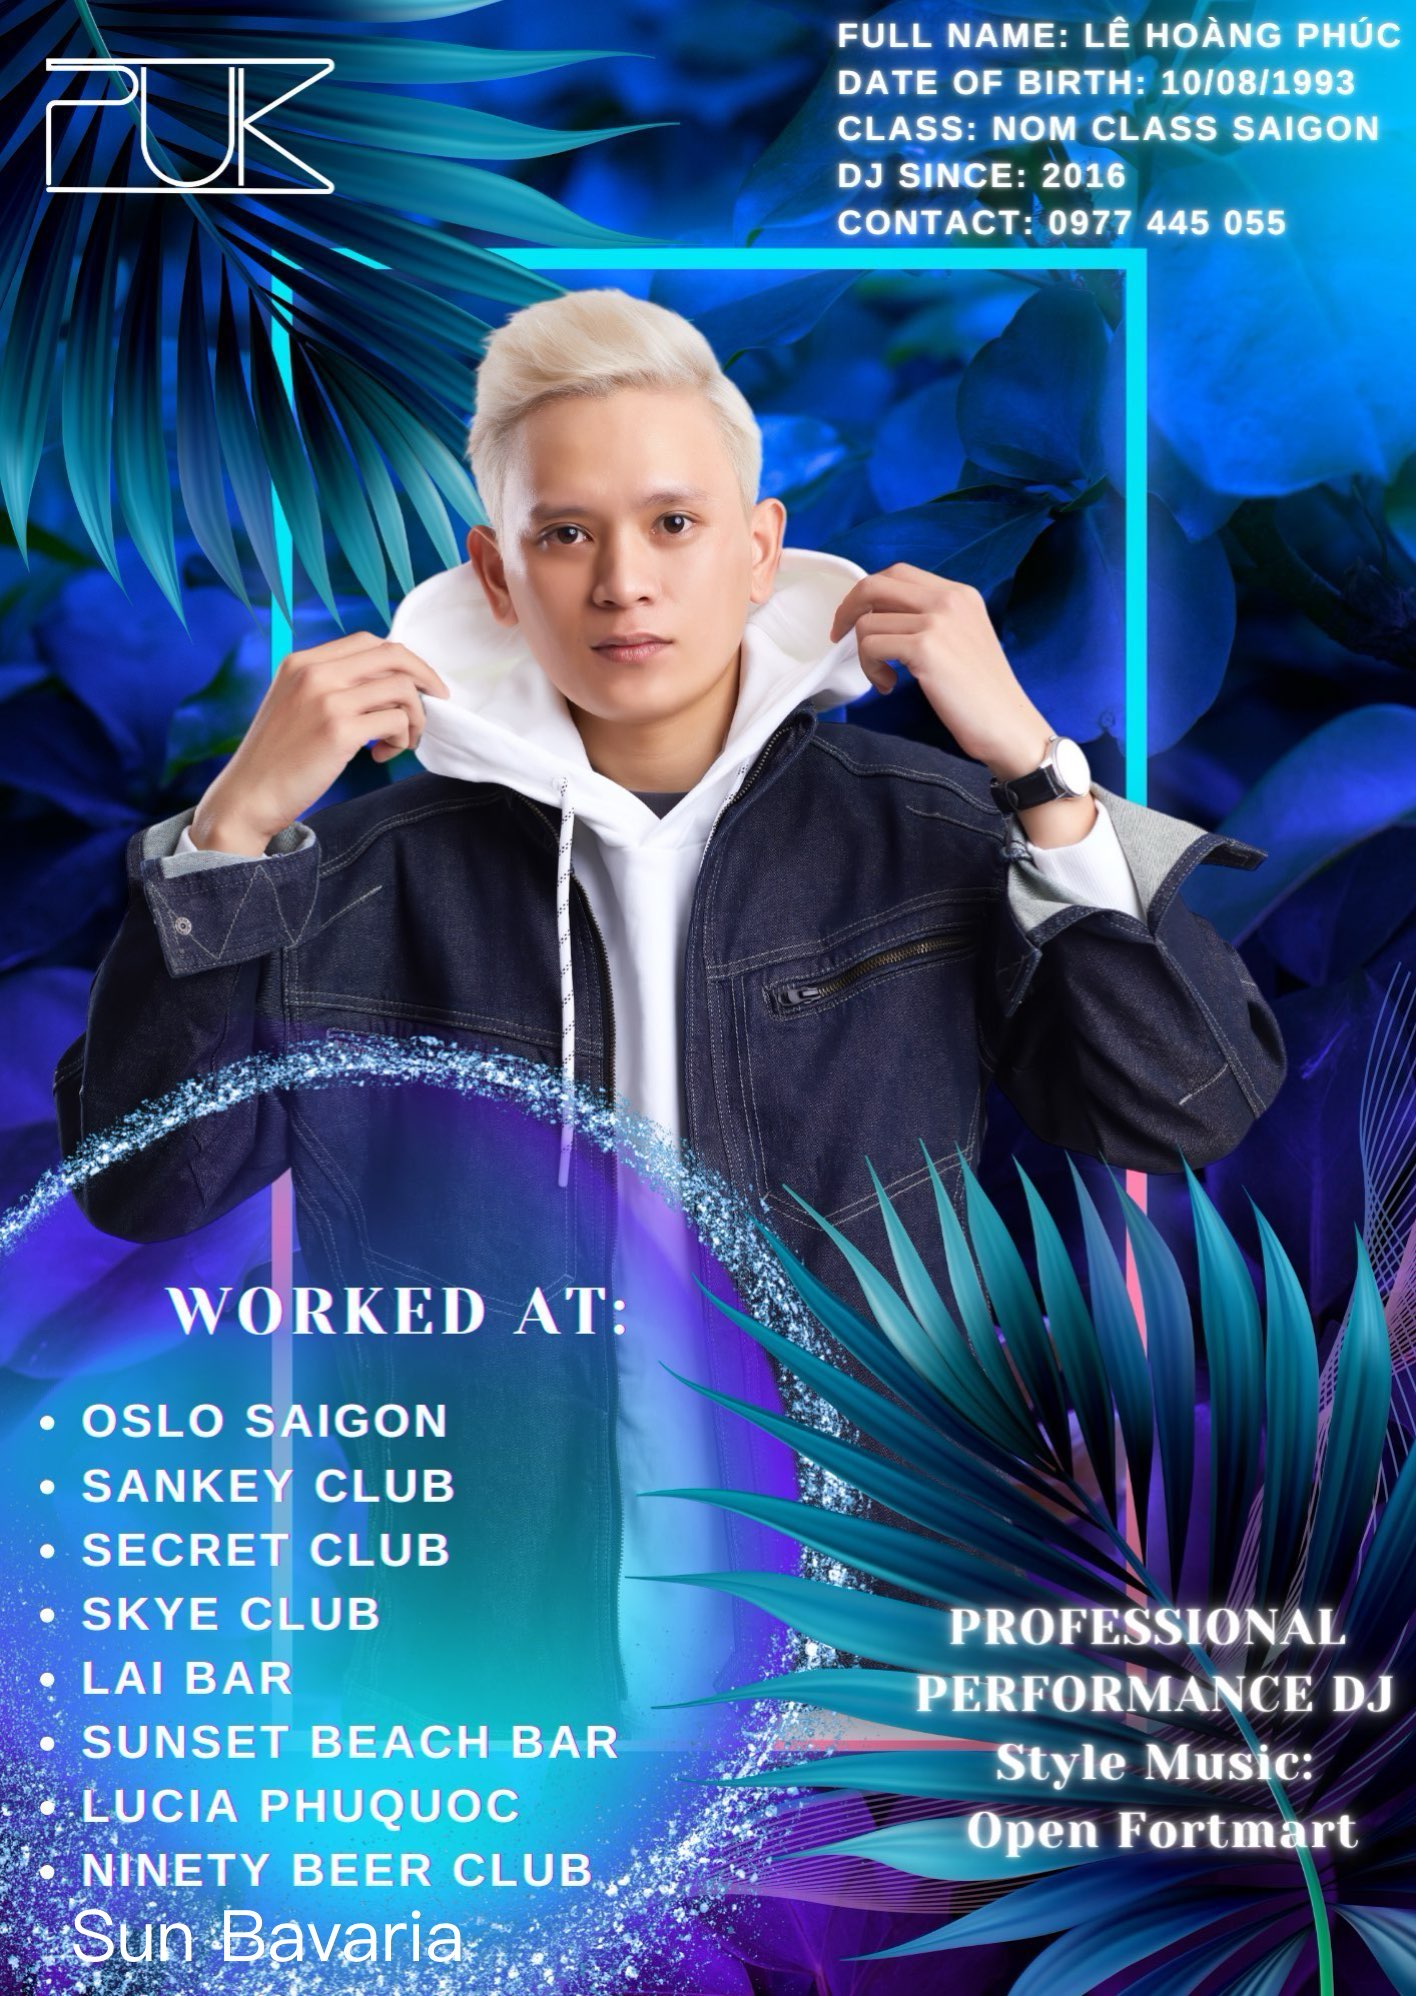 PUK
FULL NAME: LÊ HOÀNG PHÚC
DATE OF BIRTH: 10/08/1993
CLASS: NOM CLASS SAIGON
DJ SINCE: 2016
CONTACT: 0977 445 055
WORKED AT:
• OSLO SAIGON
• SANKEY CLUB
• SECRET CLUB
• SKYE CLUB
• LAI BAR
• SUNSET BEACH BAR
• LUCIA PHUQUOC
• NINETY BEER CLUB
Sun Bavaria
PROFESSIONAL
PERFORMANCE DJ
Style Music:
Open Fortmart